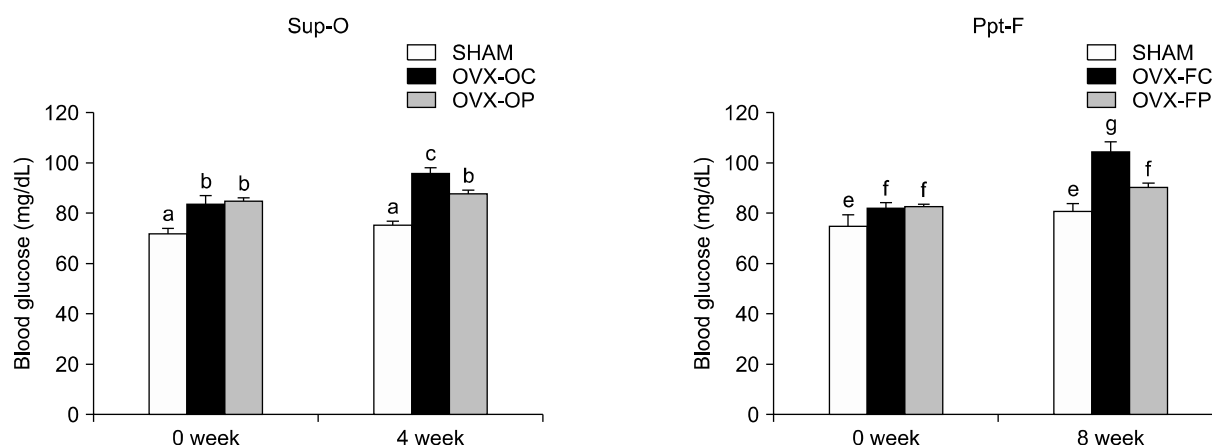 Sup-O
SHAM
OVX-OC
OVX-OP
Blood glucose (mg/dL)
120
100
80
60
40
20
0
a
b
b
a
c
b
0 week
4 week
Ppt-F
SHAM
OVX-FC
OVX-FP
Blood glucose (mg/dL)
120
100
80
60
40
20
0
e
f
f
e
g
f
0 week
8 week